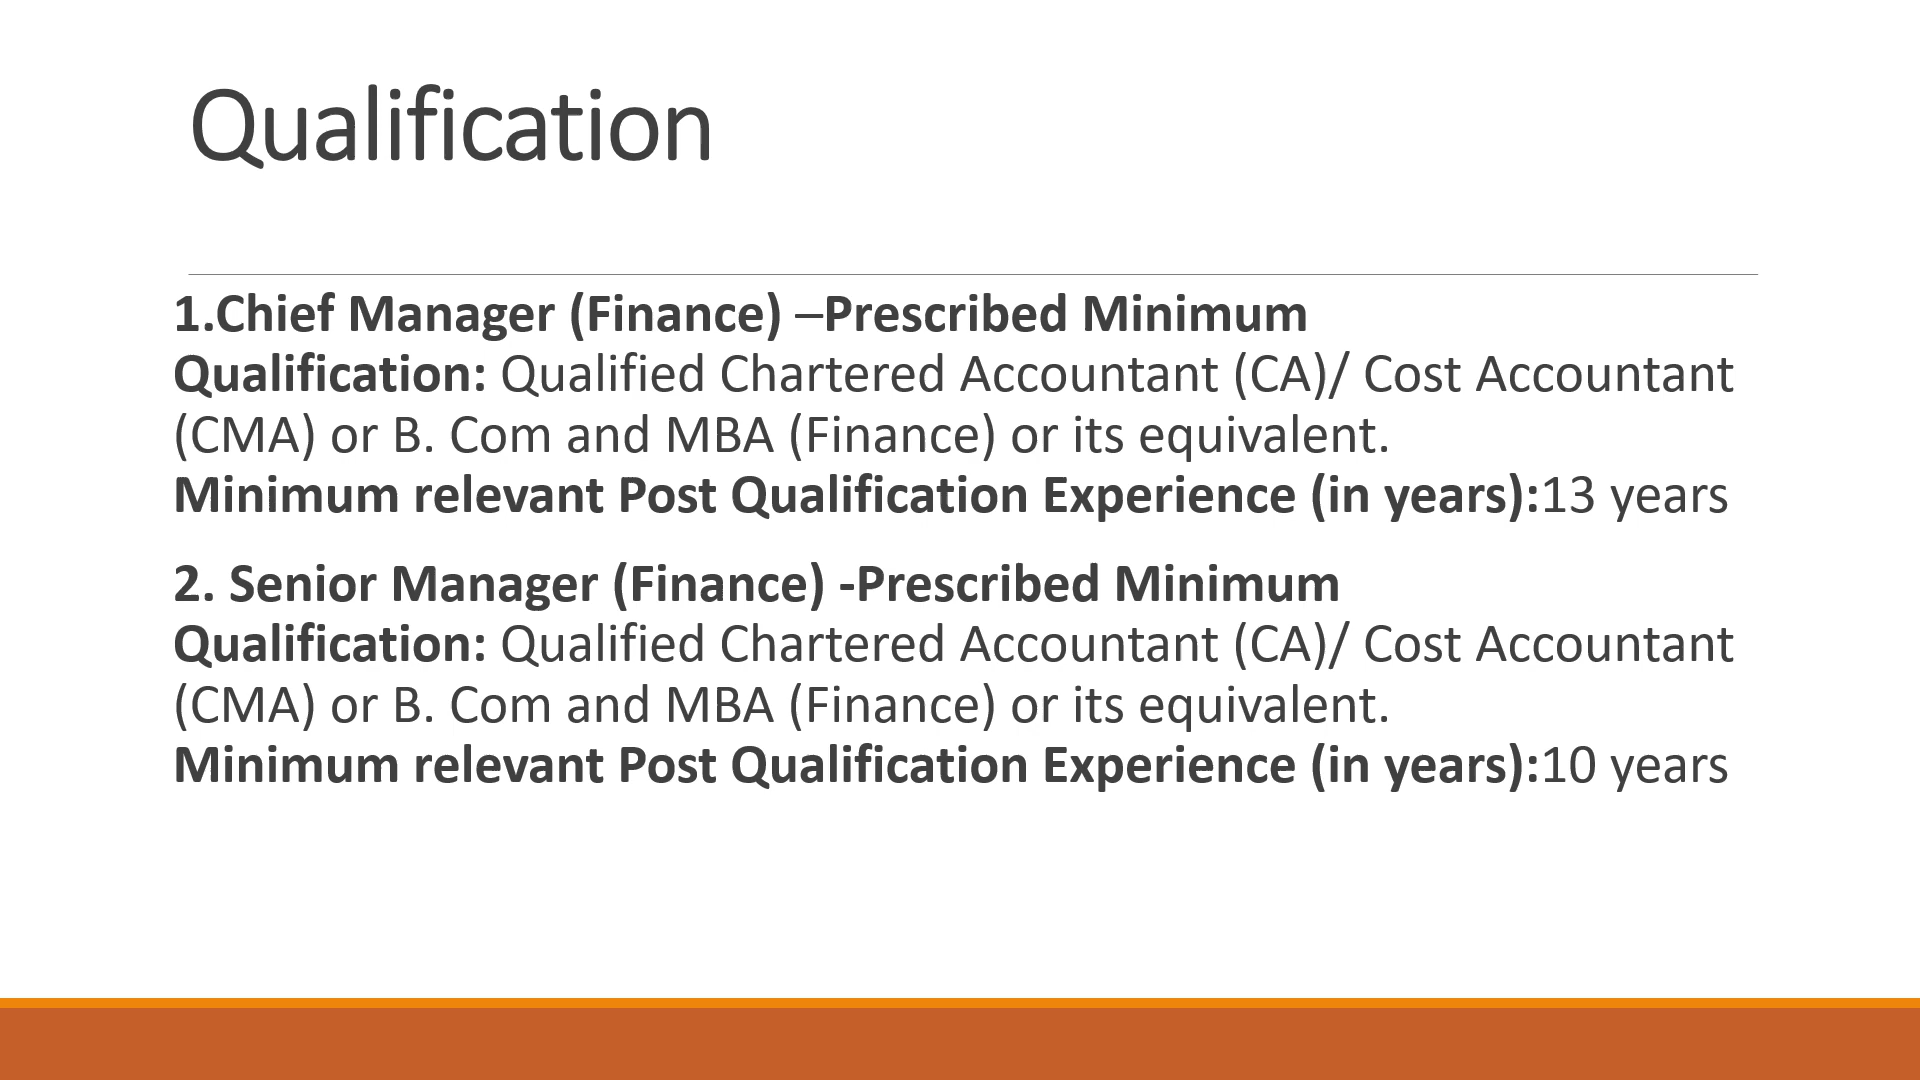 Qualification
1.Chief Manager (Finance) –Prescribed Minimum
Qualification: Qualified Chartered Accountant (CA)/ Cost Accountant
(CMA) or B. Com and MBA (Finance) or its equivalent.
Minimum relevant Post Qualification Experience (in years):13 years
2. Senior Manager (Finance) -Prescribed Minimum
Qualification: Qualified Chartered Accountant (CA)/ Cost Accountant
(CMA) or B. Com and MBA (Finance) or its equivalent.
Minimum relevant Post Qualification Experience (in years):10 years